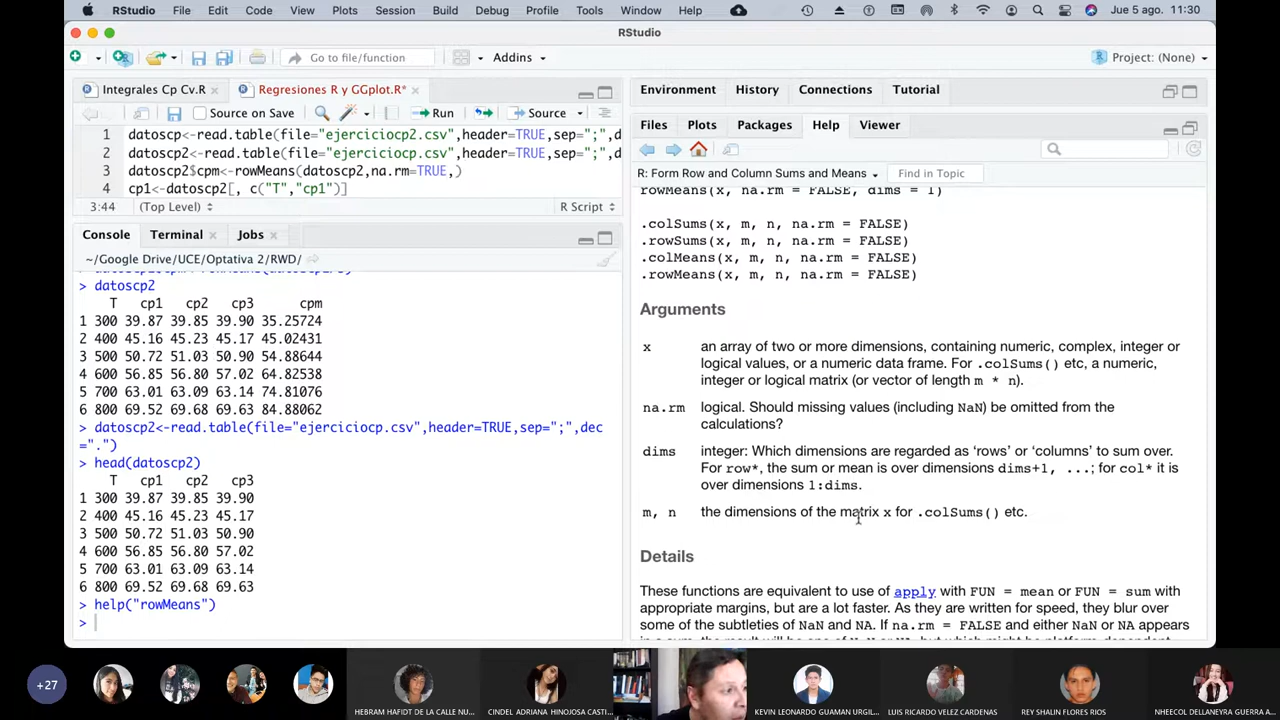 RStudio File Edit Code View Plots Session Build Debug Profile Tools Window Help Jue 5 ago. 11:30
RStudio
Go to file/function Addins Project: (None)
Integrales Cp Cv.R Regresiones R y GGplot.R*
Source on Save Run Source
1 datoscp<-read.table(file="ejerciciocp2.csv",header=TRUE,sep=";",d
2 datoscp2<-read.table(file="ejerciciocp.csv",header=TRUE,sep=";",d
3 datoscp2$cpm<-rowMeans(datoscp2,na.rm=TRUE,)
4 cp1<-datoscp2[, c("T","cp1")]
3:44 (Top Level) R Script
Console Terminal Jobs
~/Google Drive/UCE/Optativa 2/RWD/
> datoscp2
T cp1 cp2 cp3 cpm
1 300 39.87 39.85 39.90 35.25724
2 400 45.16 45.23 45.17 45.02431
3 500 50.72 51.03 50.90 54.88644
4 600 56.85 56.80 57.02 64.82538
5 700 63.01 63.09 63.14 74.81076
6 800 69.52 69.68 69.63 84.88062
> datoscp2<-read.table(file="ejerciciocp.csv",header=TRUE,sep=";",dec
=".")
> head(datoscp2)
T cp1 cp2 cp3
1 300 39.87 39.85 39.90
2 400 45.16 45.23 45.17
3 500 50.72 51.03 50.90
4 600 56.85 56.80 57.02
5 700 63.01 63.09 63.14
6 800 69.52 69.68 69.63
> help("rowMeans")
>
Environment History Connections Tutorial
Files Plots Packages Help Viewer
R: Form Row and Column Sums and Means Find in Topic
rowMeans(x, na.rm = FALSE, dims = 1)
.colSums(x, m, n, na.rm = FALSE)
.rowSums(x, m, n, na.rm = FALSE)
.colMeans(x, m, n, na.rm = FALSE)
.rowMeans(x, m, n, na.rm = FALSE)
Arguments
x an array of two or more dimensions, containing numeric, complex, integer or
logical values, or a numeric data frame. For .colSums() etc, a numeric,
integer or logical matrix (or vector of length m * n).
na.rm logical. Should missing values (including NaN) be omitted from the
calculations?
dims integer: Which dimensions are regarded as ‘rows’ or ‘columns’ to sum over.
For row*, the sum or mean is over dimensions dims+1, ...; for col* it is
over dimensions 1:dims.
m, n the dimensions of the matrix x for .colSums() etc.
Details
These functions are equivalent to use of apply with FUN = mean or FUN = sum with
appropriate margins, but are a lot faster. As they are written for speed, they blur over
some of the subtleties of NaN and NA. If na.rm = FALSE and either NaN or NA appears
+27
HEBRAM HAFIDT DE LA CALLE NU... CINDEL ADRIANA HINOJOSA CASTI... KEVIN LEONARDO GUAMAN URGIL... LUIS RICARDO VELEZ CARDENAS REY SHALIN FLORES RIOS NHEECOL DELLANEYRA GUERRA A...